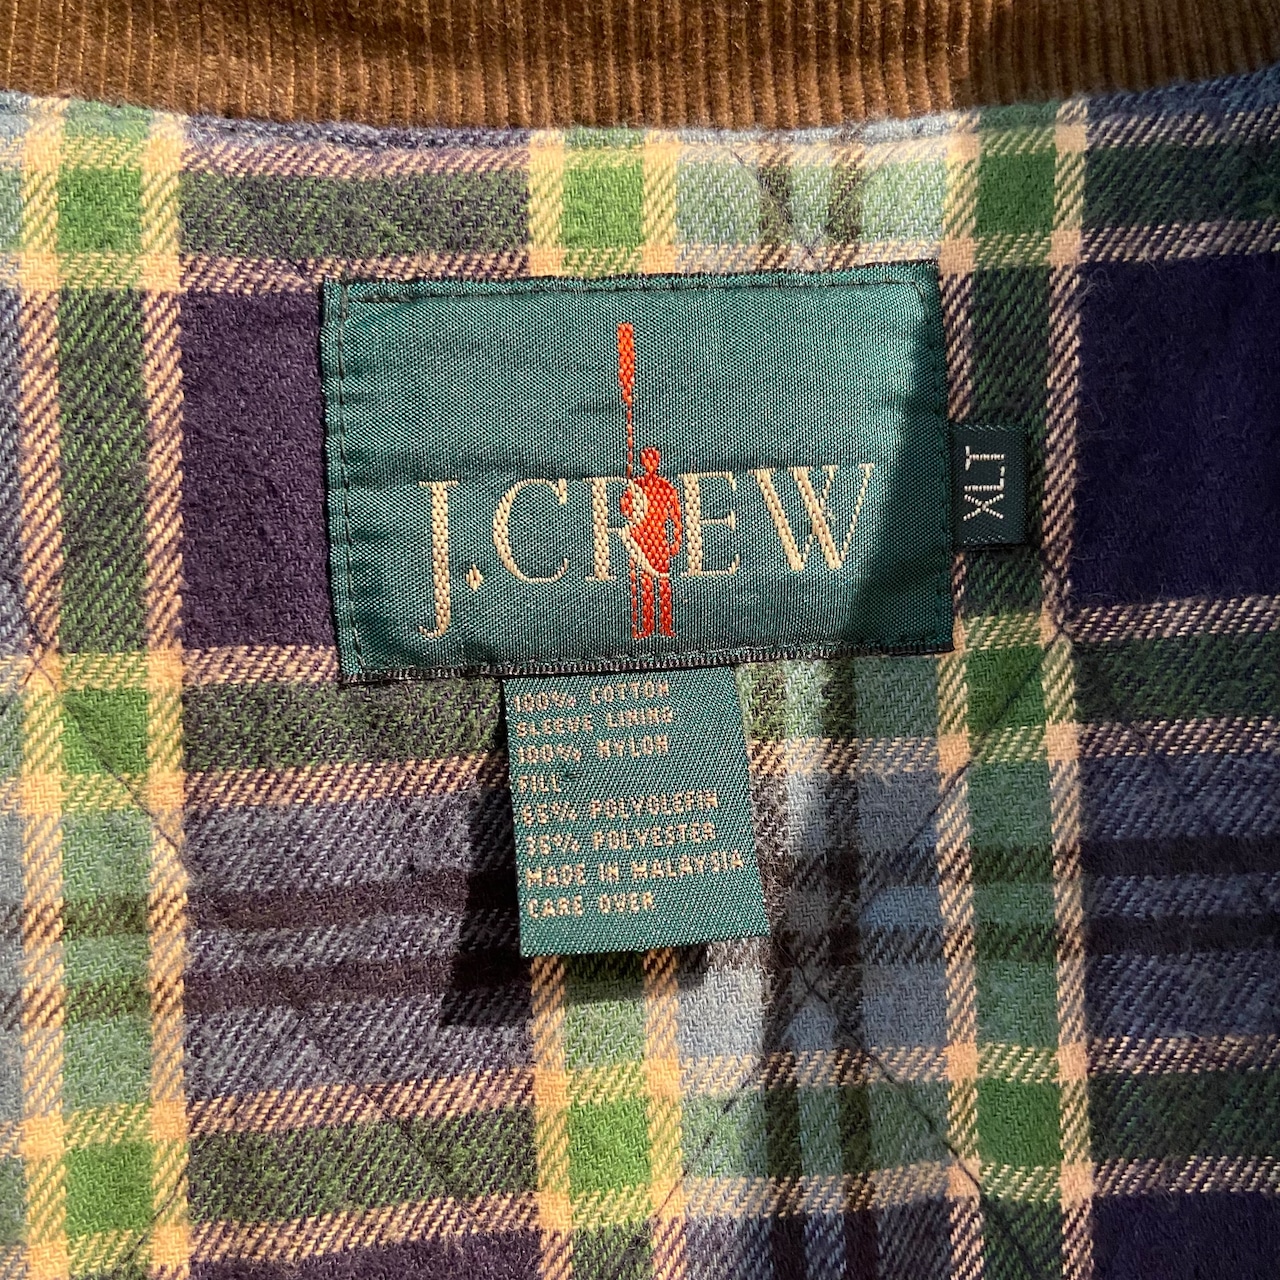 J.CREW
XLT
100% COTTON
SLEEVE LINING
100% NYLON
FILL
65% POLYOLEFIN
35% POLYESTER
MADE IN MALAYSIA
CARE OVER